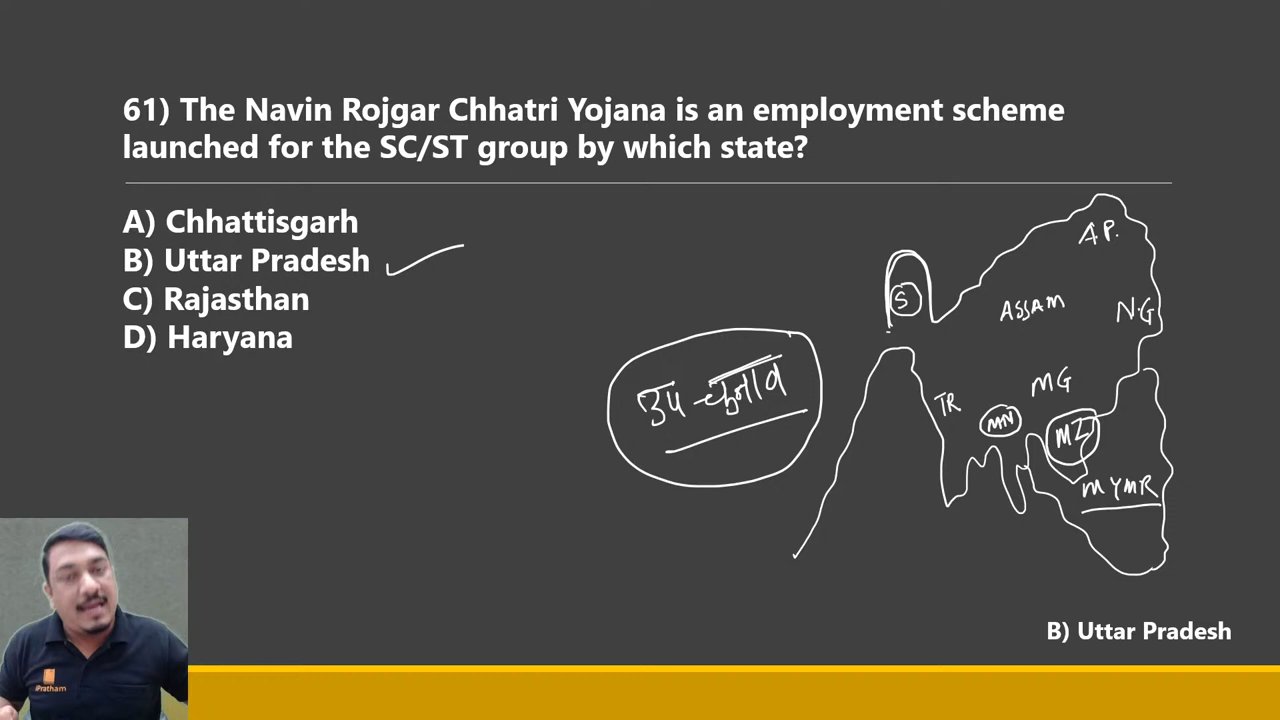 61) The Navin Rojgar Chhatri Yojana is an employment scheme
launched for the SC/ST group by which state?
A) Chhattisgarh
B) Uttar Pradesh
C) Rajasthan
D) Haryana
A.P.
S
ASSAM
NG
उप-चुनाव
MG
TR
MN
MZ
MYMR
B) Uttar Pradesh
Pratham